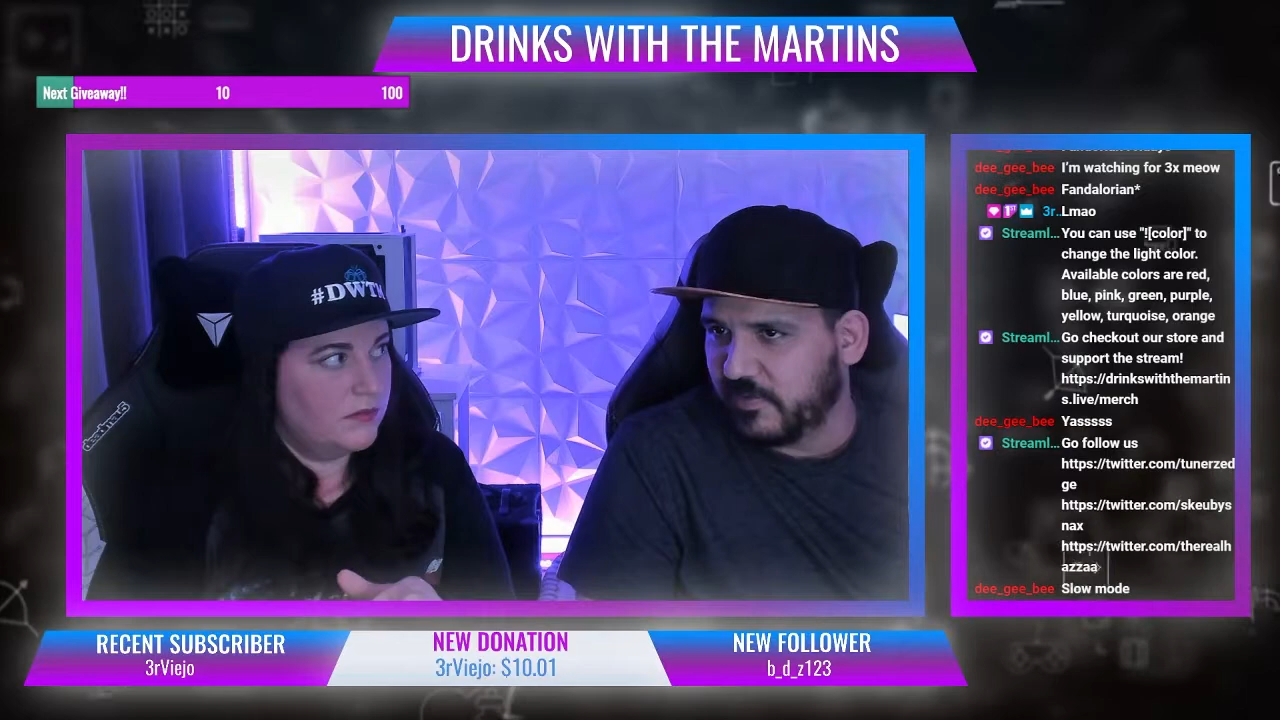 DRINKS WITH THE MARTINS
Next Giveaway!! 10 100
#DWTM
deadmau5
dee_gee_bee I'm watching for 3x meow
dee_gee_bee Fandalorian*
1ST 3r.. Lmao
Streaml... You can use "![color]" to
change the light color.
Available colors are red,
blue, pink, green, purple,
yellow, turquoise, orange
Streaml... Go checkout our store and
support the stream!
https://drinkswiththemartin
s.live/merch
dee_gee_bee Yasssss
Streaml... Go follow us
https://twitter.com/tunerzed
ge
https://twitter.com/skeubys
nax
https://twitter.com/therealh
azzaa
dee_gee_bee Slow mode
RECENT SUBSCRIBER
3rViejo
NEW DONATION
3rViejo: $10.01
NEW FOLLOWER
b_d_z123